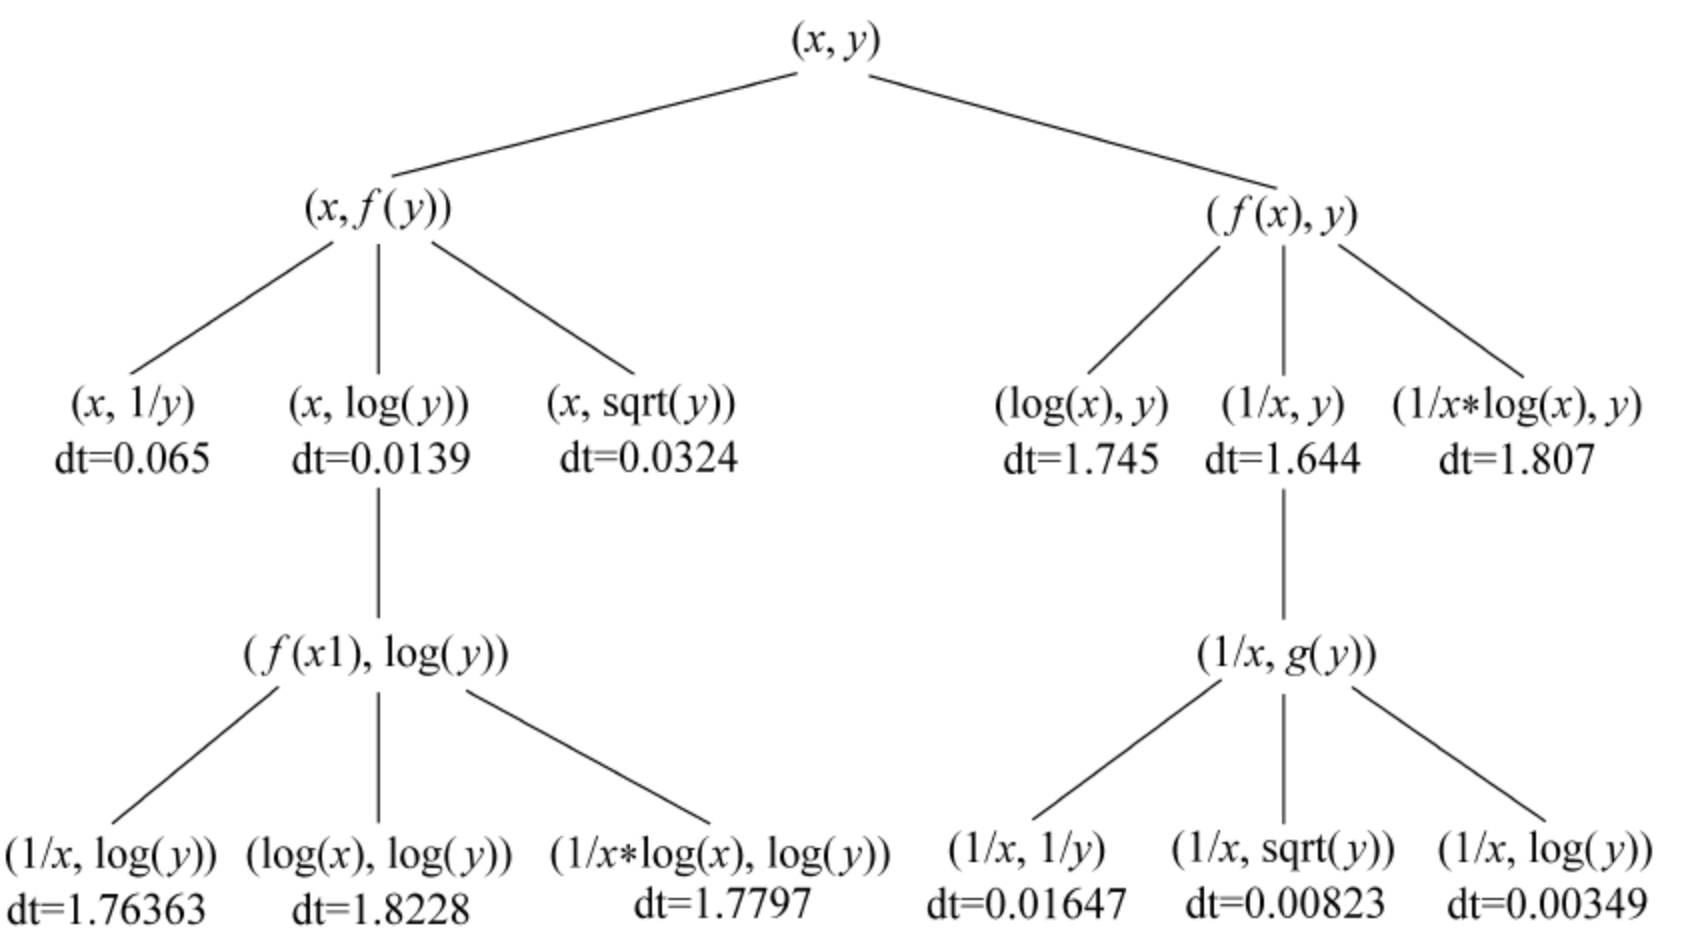 (x, y)
(x, f(y))
(f(x), y)
(x, 1/y)
dt=0.065
(x, log(y))
dt=0.0139
(x, sqrt(y))
dt=0.0324
(log(x), y)
dt=1.745
(1/x, y)
dt=1.644
(1/x*log(x), y)
dt=1.807
(f(x1), log(y))
(1/x, g(y))
(1/x, log(y))
dt=1.76363
(log(x), log(y))
dt=1.8228
(1/x*log(x), log(y))
dt=1.7797
(1/x, 1/y)
dt=0.01647
(1/x, sqrt(y))
dt=0.00823
(1/x, log(y))
dt=0.00349